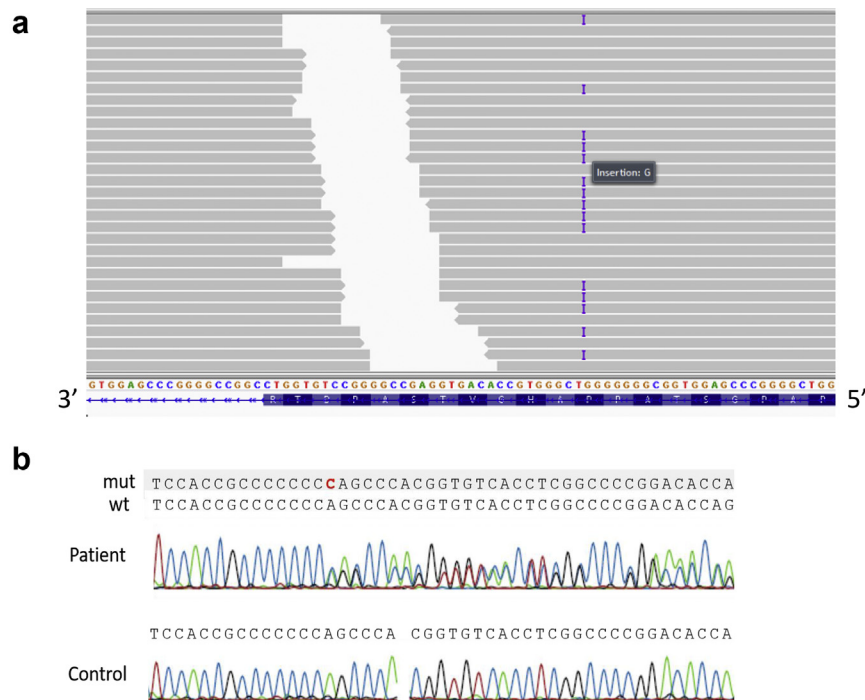 a
Insertion: G
GTGGAGCCCGGGGCCGGCCTGGTGTCCGGGGCCGAGGTGACACCGTGGGCTGGGGGGGCGGTGGAGCCCGGGGCTGG
3’ R T D P A S T V G H A P P A T S G P A P 5’
b
mut TCCACCGCCCCCCCCAGCCCACGGTGTCACCTCGGCCCCGGACACCA
wt TCCACCGCCCCCCCAGCCCACGGTGTCACCTCGGCCCCGGACACCAG
Patient
TCCACCGCCCCCCCAGCCCA CGGTGTCACCTCGGCCCCGGACACCA
Control